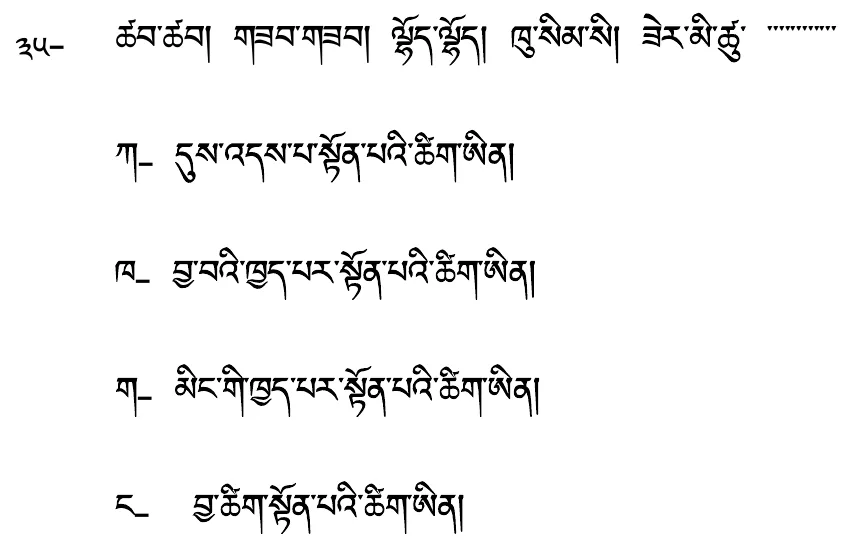 ༣༥– ཚབ་ཚབ། གཟབ་གཟབ། ལྷོད་ལྷོད། ཁུ་སིམ་སི། ཟེར་མི་ཚུ་ ་་་་་་་་་་་་
ཀ– དུས་འདས་པ་སྟོན་པའི་ཚིག་ཨིན།
ཁ– བྱ་བའི་ཁྱད་པར་སྟོན་པའི་ཚིག་ཨིན།
ག– མིང་གི་ཁྱད་པར་སྟོན་པའི་ཚིག་ཨིན།
ང– བྱ་ཚིག་སྟོན་པའི་ཚིག་ཨིན།